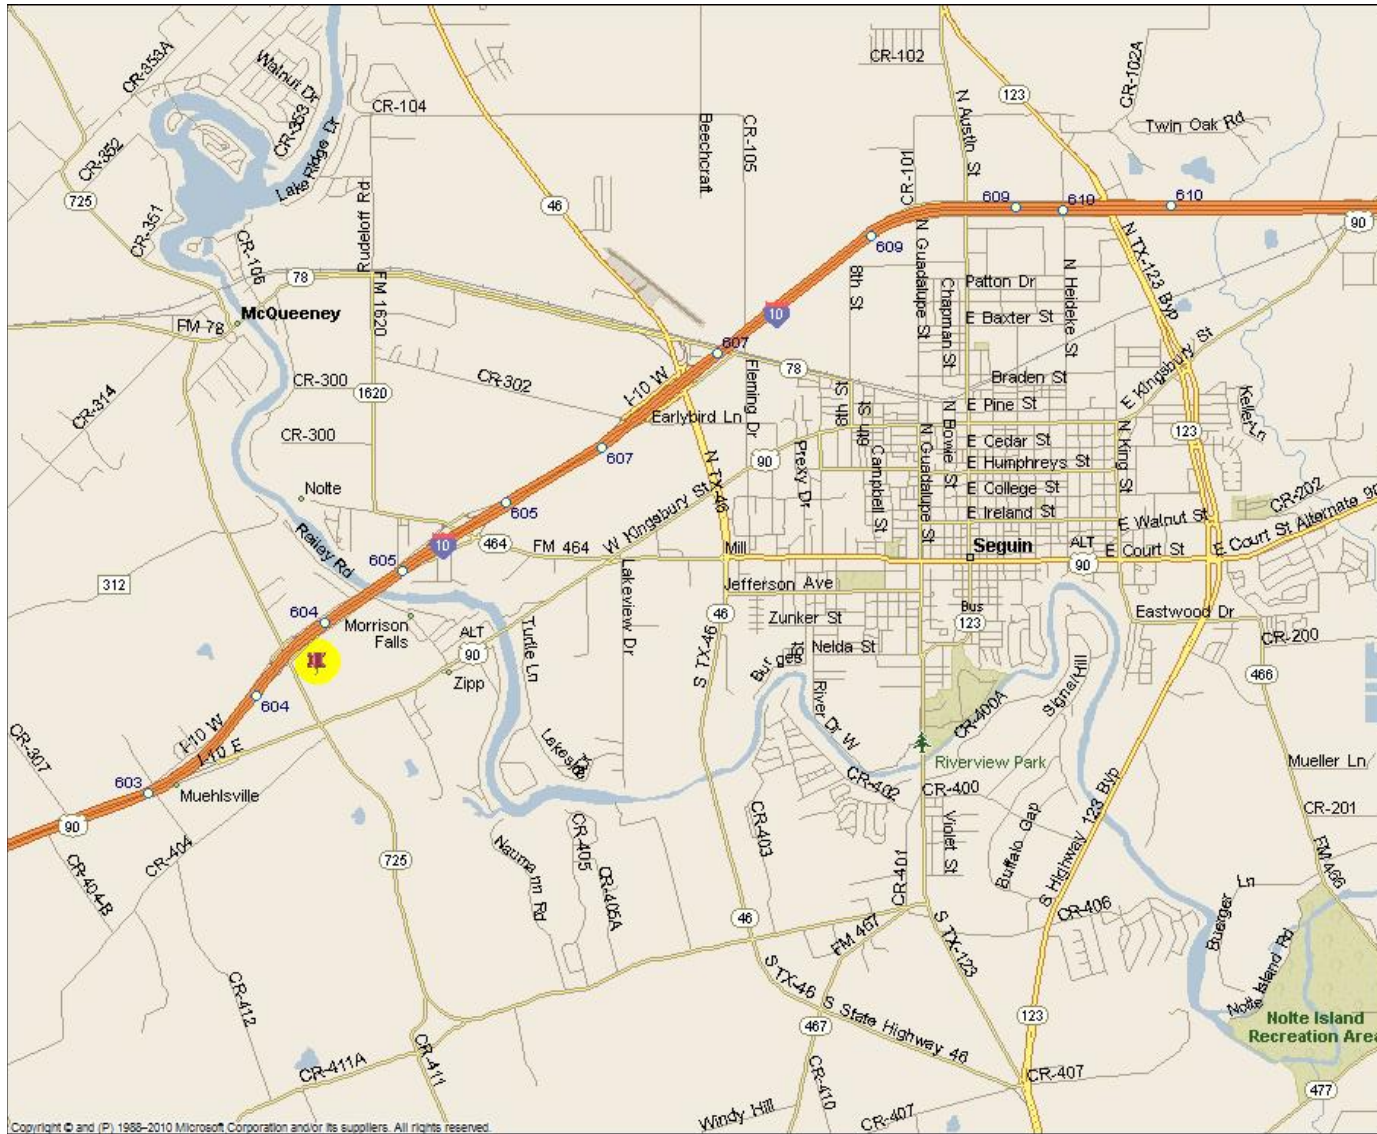 CR-353A
Walnut Dr
CR-353
Lake Ridge Dr
CR-104
CR-352
725
CR-351
CR-106
Rudeloff Rd
78
McQueeney
FM 78
FM 1620
46
Beechcraft
CR-105
CR-101
CR-102
N Austin St
123
CR-102A
Twin Oak Rd
609
610
610
90
609
N TX-123 Byp
10
8th St
N Guadalupe St
Chapman St
Patton Dr
N Heideke St
E Baxter St
607
78
Fleming Dr
Braden St
E Kingsbury St
CR-314
CR-300
CR-302
I-10 W
1620
Earlybird Ln
8th St
8th St
E Pine St
Keller Ln
CR-300
607
N TX-46
90
Prexy Dr
Campbell St
N Guadalupe St
N Bowie St
E Cedar St
E Humphreys St
N King St
123
E College St
CR-202
Nolte
605
W Kingsbury St
E Ireland St
E Walnut St
E Court St Alternate 90
Reiley Rd
10
464
FM 464
Mill
Seguin
ALT
90
E Court St
605
312
Lakeview Dr
Jefferson Ave
604
Morrison
Falls
ALT
90
Turtle Ln
46
Zunker St
Bus
123
Eastwood Dr
CR-200
Nelda St
S TX-46
Zipp
466
604
River Dr W
CR-400A
I-10 W
I-10 E
CR-307
Riverview Park
Mueller Ln
603
Muehlsville
CR-402
CR-400
CR-201
90
CR-404
CR-405
CR-403
Violet St
Buffalo Gap
S Highway 123 Byp
725
Naumann Rd
CR-401
FM 466
CR-404-B
CR-405A
46
FM 467
S TX-123
CR-406
Buerger Ln
Nolte Island Rd
CR-412
S TX-46
S State Highway 46
467
123
Nolte Island
Recreation Area
CR-411A
CR-411
CR-410
CR-407
477
Windy Hill
CR-407
Copyright © and (P) 1988–2010 Microsoft Corporation and/or its suppliers. All rights reserved.